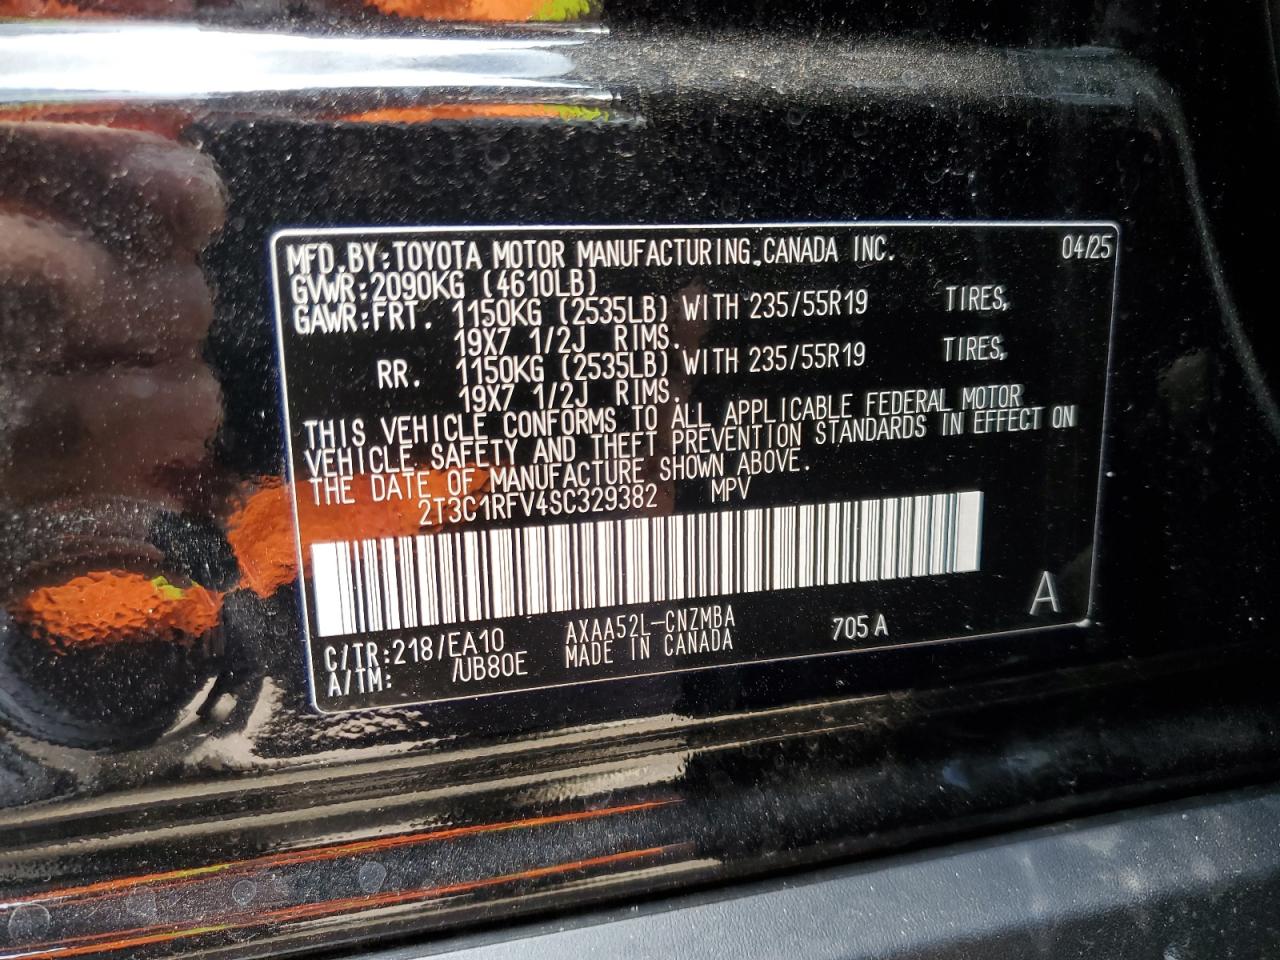 MFD. BY: TOYOTA MOTOR MANUFACTURING, CANADA INC. 04/25
GVWR: 2090KG (4610LB)
GAWR: FRT. 1150KG (2535LB) WITH 235/55R19 TIRES,
19X7 1/2J RIMS.
RR. 1150KG (2535LB) WITH 235/55R19 TIRES,
19X7 1/2J RIMS.
THIS VEHICLE CONFORMS TO ALL APPLICABLE FEDERAL MOTOR
VEHICLE SAFETY AND THEFT PREVENTION STANDARDS IN EFFECT ON
THE DATE OF MANUFACTURE SHOWN ABOVE.
2T3C1RFV4SC329382 MPV
A
C/TR: 218/EA10 AXAA52L-CNZMBA 705 A
A/TM: /UB80E MADE IN CANADA